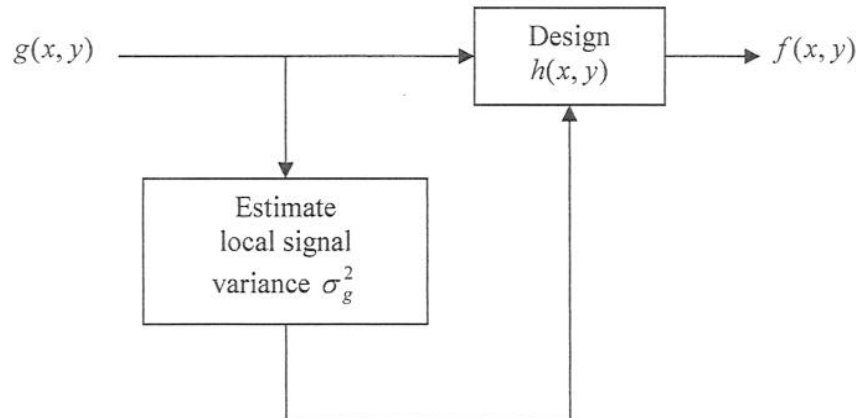 g(x, y)
Design
h(x, y)
f(x, y)
Estimate
local signal
variance σ_g^2